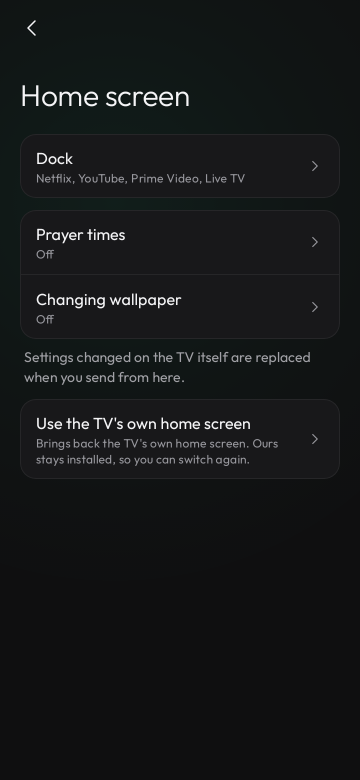 Home screen
Dock
Netflix, YouTube, Prime Video, Live TV
Prayer times
Off
Changing wallpaper
Off
Settings changed on the TV itself are replaced
when you send from here.
Use the TV's own home screen
Brings back the TV's own home screen. Ours
stays installed, so you can switch again.